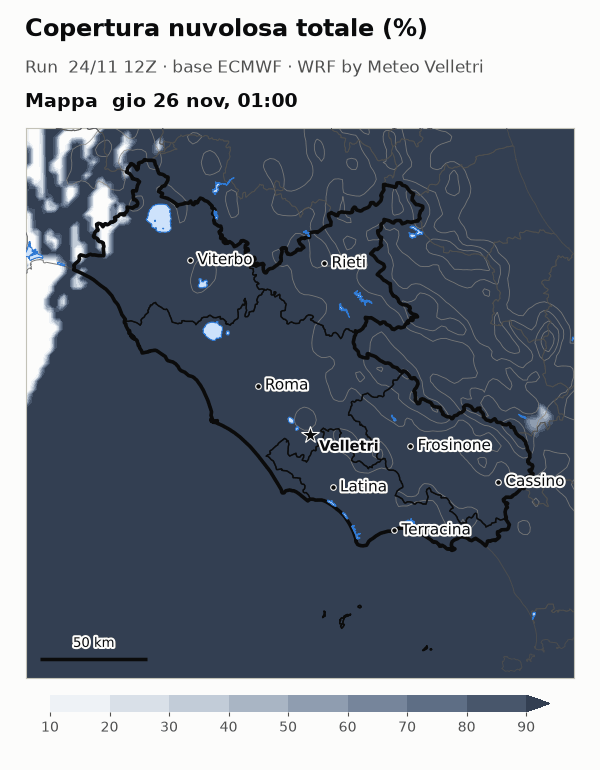 Copertura nuvolosa totale (%)
Run 24/11 12Z · base ECMWF · WRF by Meteo Velletri
Mappa gio 26 nov, 01:00
Viterbo
Rieti
Roma
Velletri
Frosinone
Cassino
Latina
Terracina
50 km
10 20 30 40 50 60 70 80 90